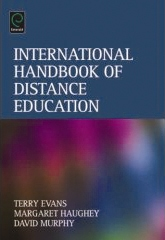 INTERNATIONAL
HANDBOOK OF
DISTANCE
EDUCATION
TERRY EVANS
MARGARET HAUGHEY
DAVID MURPHY